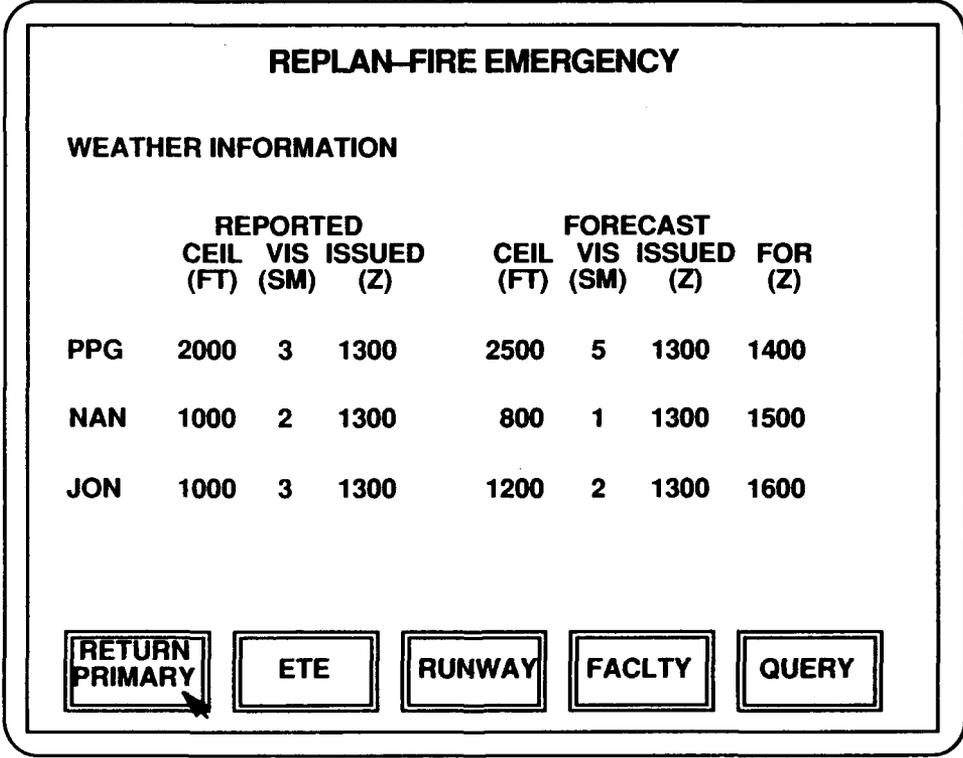 REPLAN–FIRE EMERGENCY
WEATHER INFORMATION
REPORTED FORECAST
CEIL VIS ISSUED CEIL VIS ISSUED FOR
(FT) (SM) (Z) (FT) (SM) (Z) (Z)
PPG 2000 3 1300 2500 5 1300 1400
NAN 1000 2 1300 800 1 1300 1500
JON 1000 3 1300 1200 2 1300 1600
RETURN
PRIMARY ETE RUNWAY FACLTY QUERY